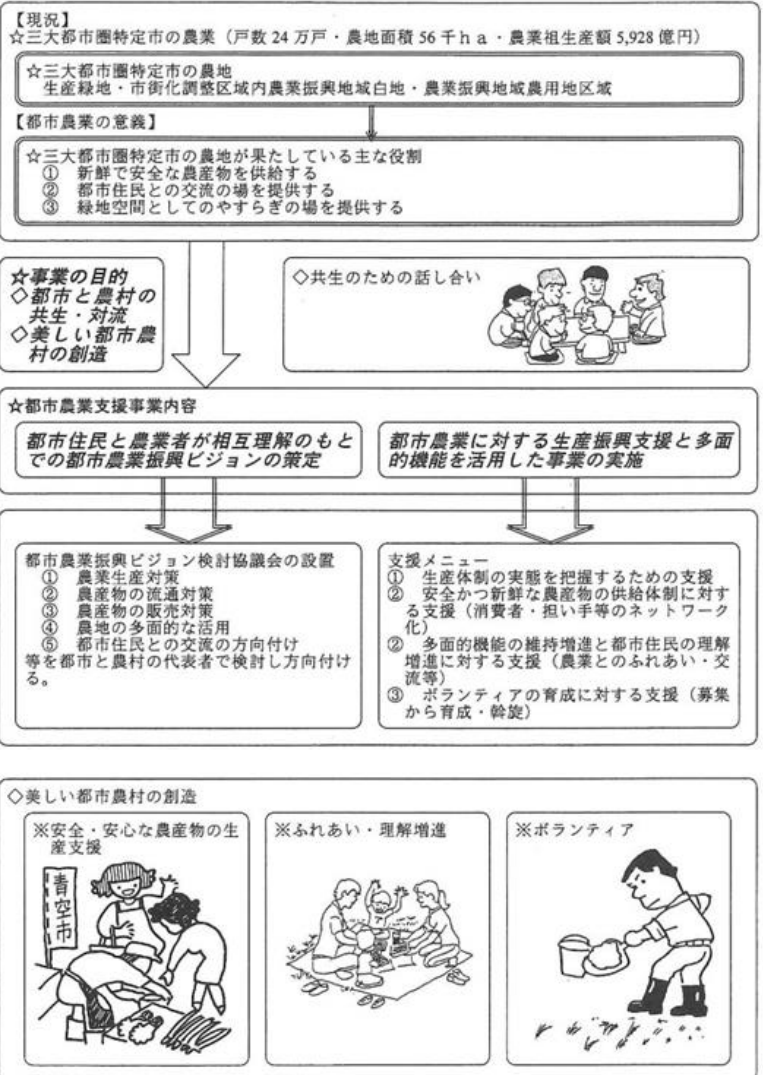 【現況】
☆三大都市圏特定市の農業（戸数 24 万戸・農地面積 56 千ｈａ・農業祖生産額 5,928 億円）
☆三大都市圏特定市の農地
生産緑地・市街化調整区域内農業振興地域白地・農業振興地域農用地区域
【都市農業の意義】
☆三大都市圏特定市の農地が果たしている主な役割
① 新鮮で安全な農産物を供給する
② 都市住民との交流の場を提供する
③ 緑地空間としてのやすらぎの場を提供する
☆事業の目的
◇都市と農村の
共生・対流
◇美しい都市農
村の創造
◇共生のための話し合い
☆都市農業支援事業内容
都市住民と農業者が相互理解のもと
での都市農業振興ビジョンの策定
都市農業に対する生産振興支援と多面
的機能を活用した事業の実施
都市農業振興ビジョン検討協議会の設置
① 農業生産対策
② 農産物の流通対策
③ 農産物の販売対策
④ 農地の多面的な活用
⑤ 都市住民との交流の方向付け
等を都市と農村の代表者で検討し方向付け
る。
支援メニュー
① 生産体制の実態を把握するための支援
② 安全かつ新鮮な農産物の供給体制に対す
る支援（消費者・担い手等のネットワーク
化）
② 多面的機能の維持増進と都市住民の理解
増進に対する支援（農業とのふれあい・交
流等）
③ ボランティアの育成に対する支援（募集
から育成・斡旋）
◇美しい都市農村の創造
※安全・安心な農産物の生
産支援
青空市
※ふれあい・理解増進
※ボランティア